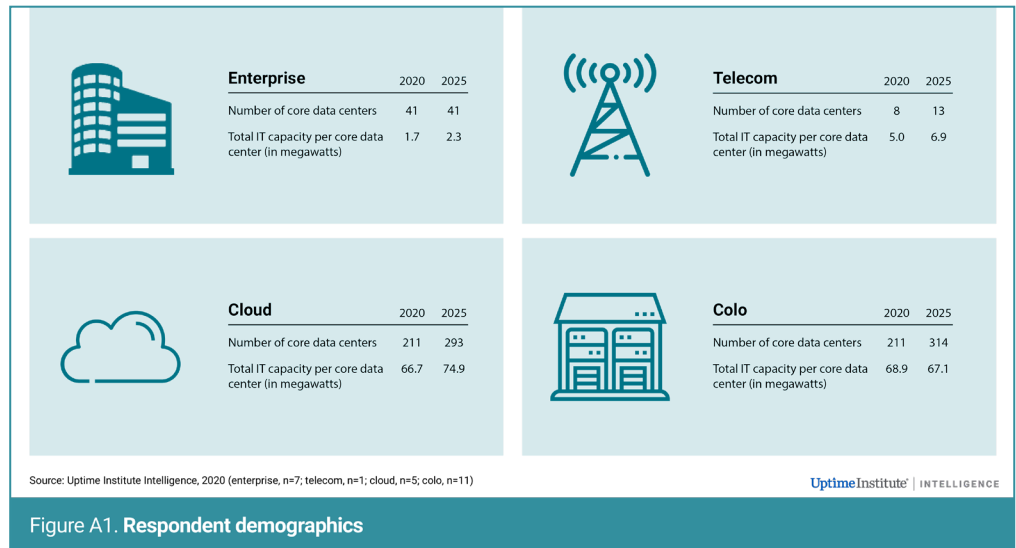 Enterprise 2020 2025
Number of core data centers 41 41
Total IT capacity per core data 1.7 2.3
center (in megawatts)
Telecom 2020 2025
Number of core data centers 8 13
Total IT capacity per core data 5.0 6.9
center (in megawatts)
Cloud 2020 2025
Number of core data centers 211 293
Total IT capacity per core data 66.7 74.9
center (in megawatts)
Colo 2020 2025
Number of core data centers 211 314
Total IT capacity per core data 68.9 67.1
center (in megawatts)
Source: Uptime Institute Intelligence, 2020 (enterprise, n=7; telecom, n=1; cloud, n=5; colo, n=11)
UptimeInstitute® | INTELLIGENCE
Figure A1. Respondent demographics